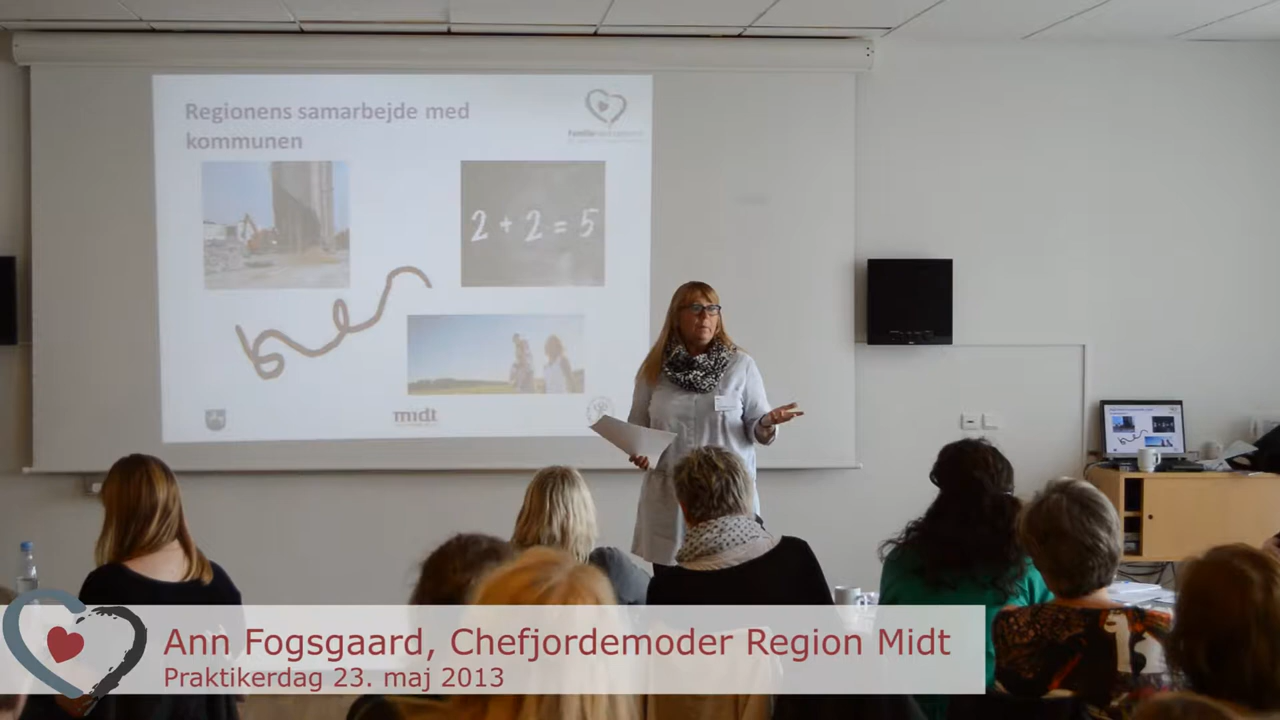 Regionens samarbejde med
kommunen
2 + 2 = 5
midt
Ann Fogsgaard, Chefjordemoder Region Midt
Praktikerdag 23. maj 2013